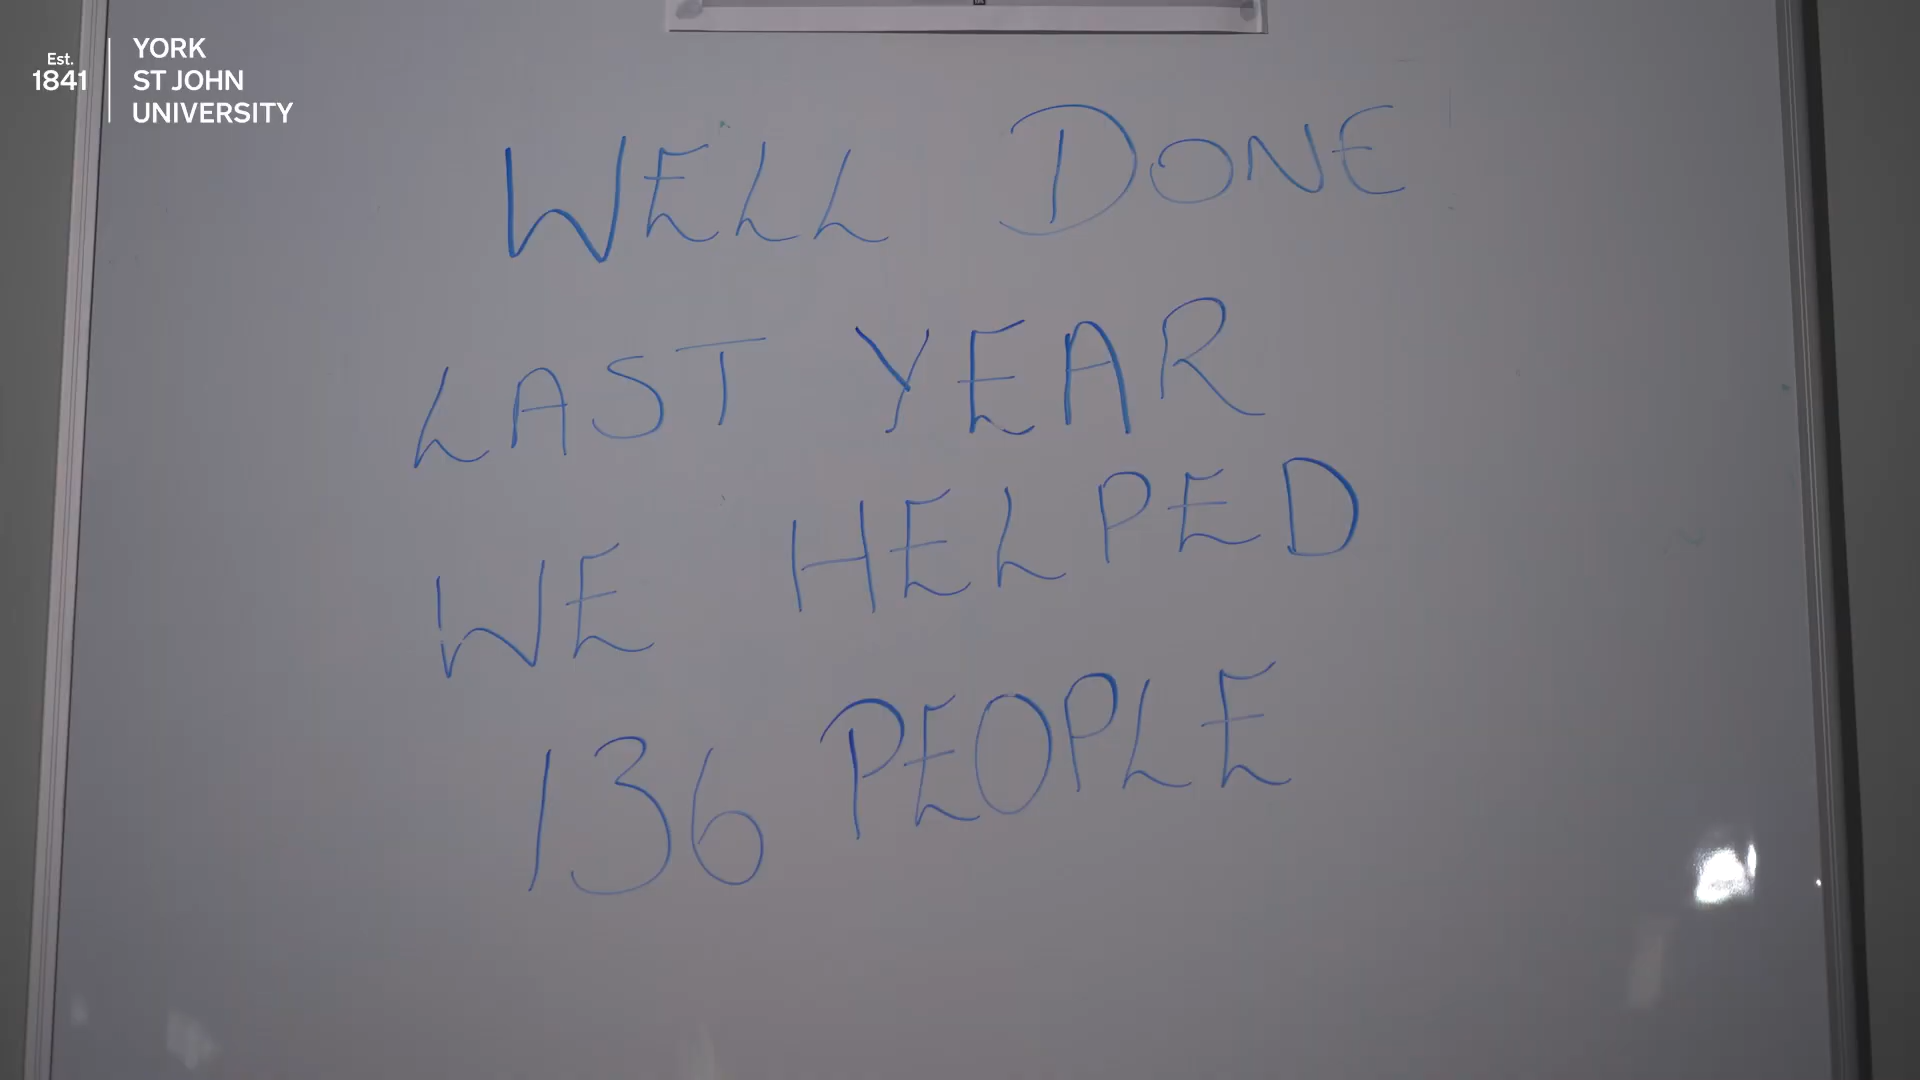 Est.
1841
YORK
ST JOHN
UNIVERSITY
WELL DONE
LAST YEAR
WE HELPED
136 PEOPLE